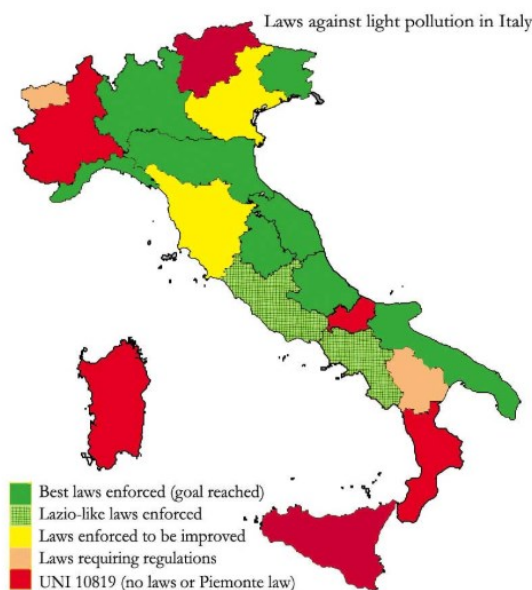 Laws against light pollution in Italy
Best laws enforced (goal reached)
Lazio-like laws enforced
Laws enforced to be improved
Laws requiring regulations
UNI 10819 (no laws or Piemonte law)